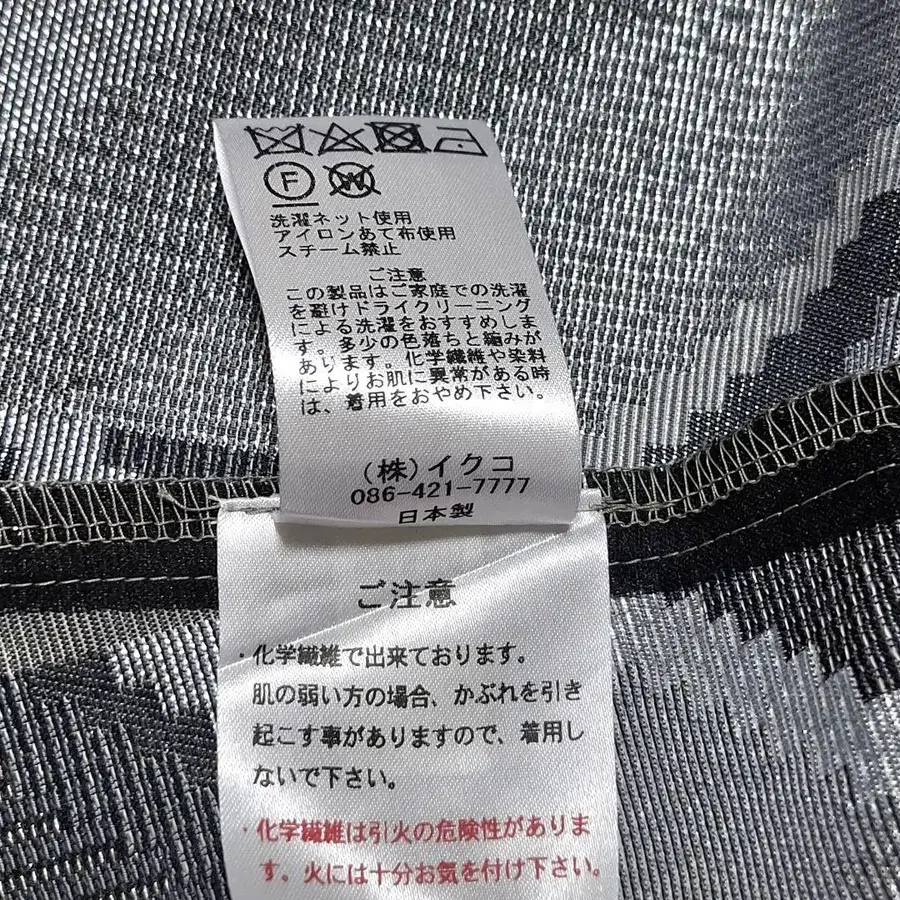 F
W
洗濯ネット使用
アイロンあて布使用
スチーム禁止
ご注意
この製品はご家庭での洗濯
を避けドライクリーニング
による洗濯をおすすめしま
す。多少の色落ちと縮みが
あります。化学繊維や染料
によりお肌に異常がある時
は、着用をおやめ下さい。
(株)イクコ
086-421-7777
日本製
ご注意
・化学繊維で出来ております。
肌の弱い方の場合、かぶれを引き
起こす事がありますので、着用し
ないで下さい。
・化学繊維は引火の危険性がありま
す。火には十分お気を付け下さい。